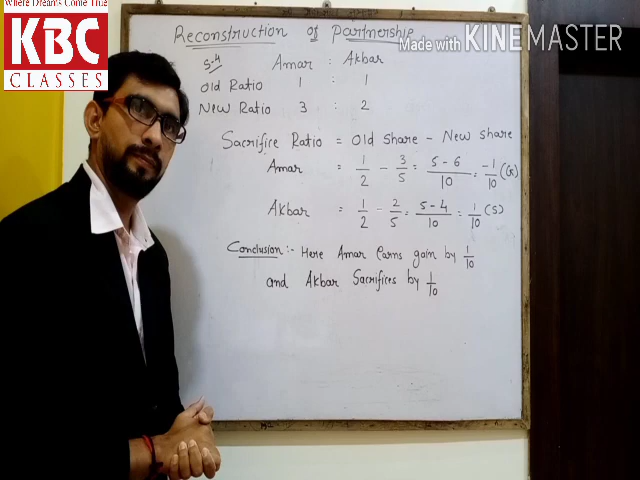 Where Dreams Come True
KBC
CLASSES
Made with KINEMASTER
Reconstruction of Partnership
S.4 Amar : Akbar
Old Ratio 1 : 1
New Ratio 3 : 2
Sacrifire Ratio = Old share - New share
Amar = 1/2 - 3/5 = 5-6/10 = -1/10 (G)
Akbar = 1/2 - 2/5 = 5-4/10 = 1/10 (S)
Conclusion :- Here Amar Earns gain by 1/10
and Akbar Sacrifices by 1/10